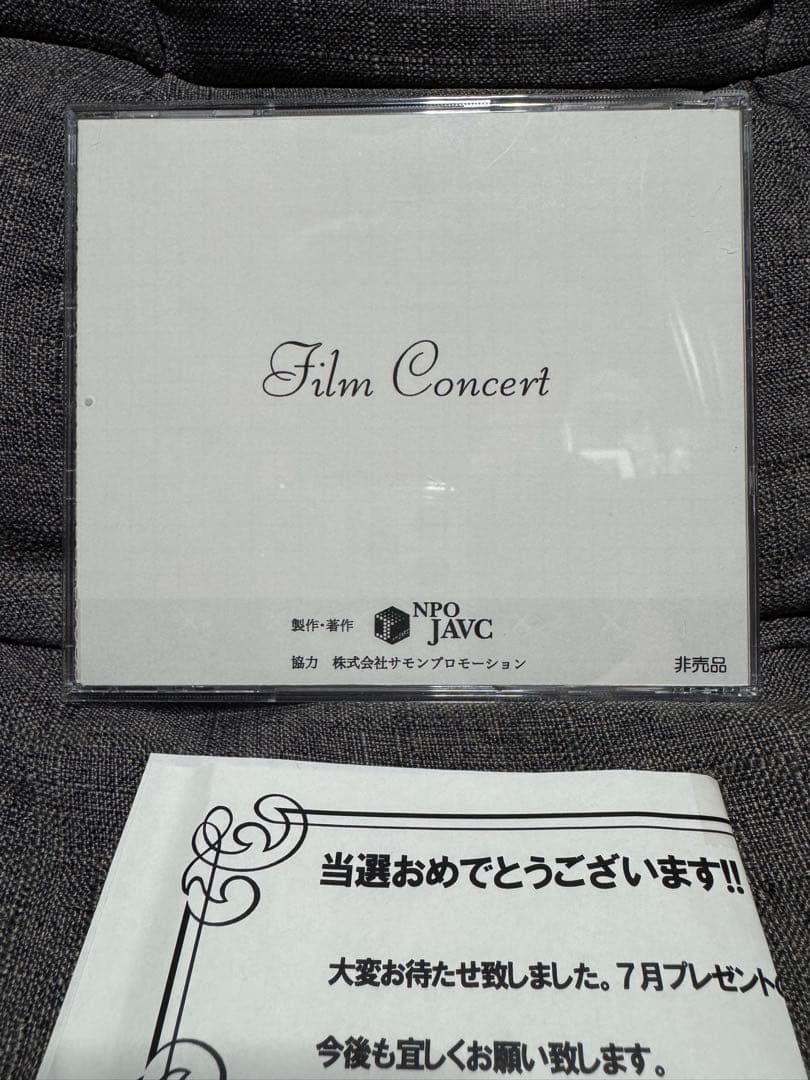 Film Concert
製作・著作 NPO JAVC
協力 株式会社サモンプロモーション
非売品
当選おめでとうございます!!
大変お待たせ致しました。7月プレゼント
今後も宜しくお願い致します。